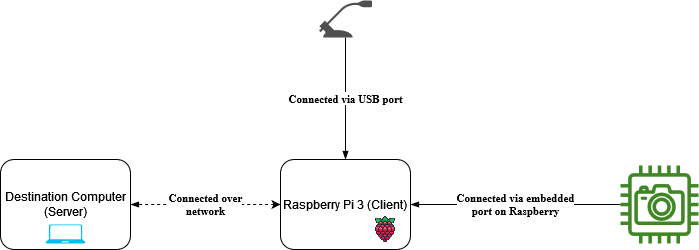 Connected via USB port
Destination Computer
(Server)
Connected over
network
Raspberry Pi 3 (Client)
Connected via embedded
port on Raspberry